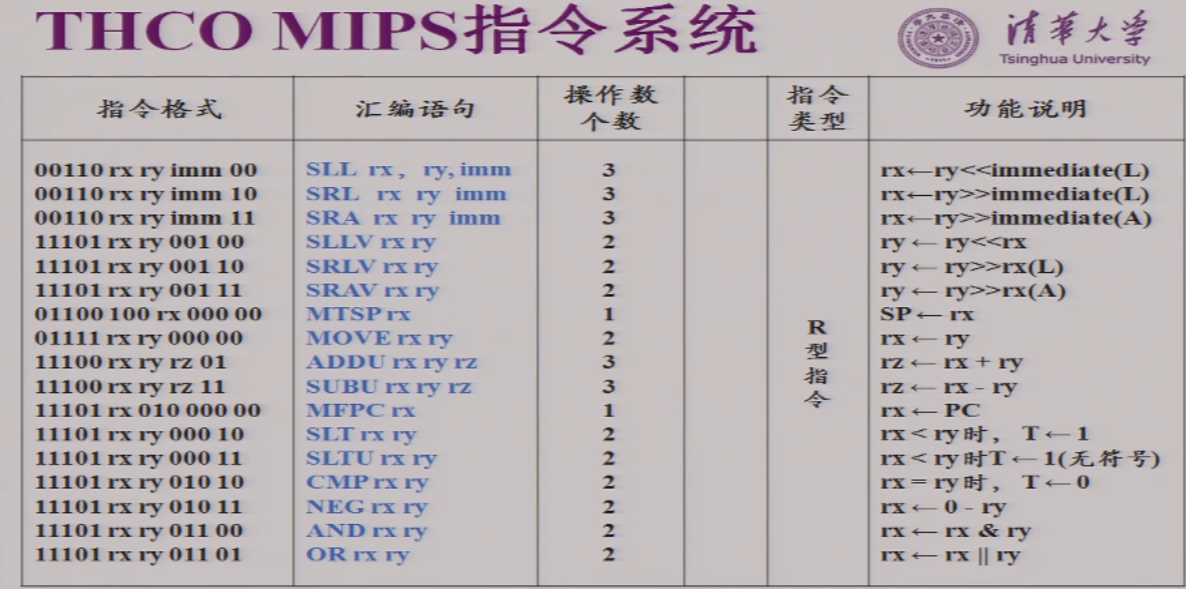 THCO MIPS指令系统
清华大学
Tsinghua University
指令格式 汇编语句 操作数个数 指令类型 功能说明
00110 rx ry imm 00 SLL rx， ry, imm 3 rx←ry<<immediate(L)
00110 rx ry imm 10 SRL rx ry imm 3 rx←ry>>immediate(L)
00110 rx ry imm 11 SRA rx ry imm 3 rx←ry>>immediate(A)
11101 rx ry 001 00 SLLV rx ry 2 ry ← ry<<rx
11101 rx ry 001 10 SRLV rx ry 2 ry ← ry>>rx(L)
11101 rx ry 001 11 SRAV rx ry 2 ry ← ry>>rx(A)
01100 100 rx 000 00 MTSP rx 1 SP ← rx
01111 rx ry 000 00 MOVE rx ry 2 rx ← ry
11100 rx ry rz 01 ADDU rx ry rz 3 rz ← rx + ry
11100 rx ry rz 11 SUBU rx ry rz 3 rz ← rx - ry
11101 rx 010 000 00 MFPC rx 1 rx ← PC
11101 rx ry 000 10 SLT rx ry 2 rx < ry时， T←1
11101 rx ry 000 11 SLTU rx ry 2 rx < ry时T←1(无符号)
11101 rx ry 010 10 CMP rx ry 2 rx = ry时， T←0
11101 rx ry 010 11 NEG rx ry 2 rx ← 0 - ry
11101 rx ry 011 00 AND rx ry 2 rx ← rx & ry
11101 rx ry 011 01 OR rx ry 2 rx ← rx || ry
R型指令